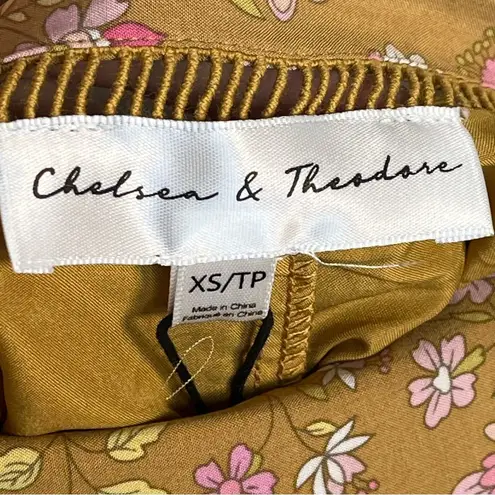 Chelsea & Theodore
XS/TP
Made in China
Fabriqué en Chine